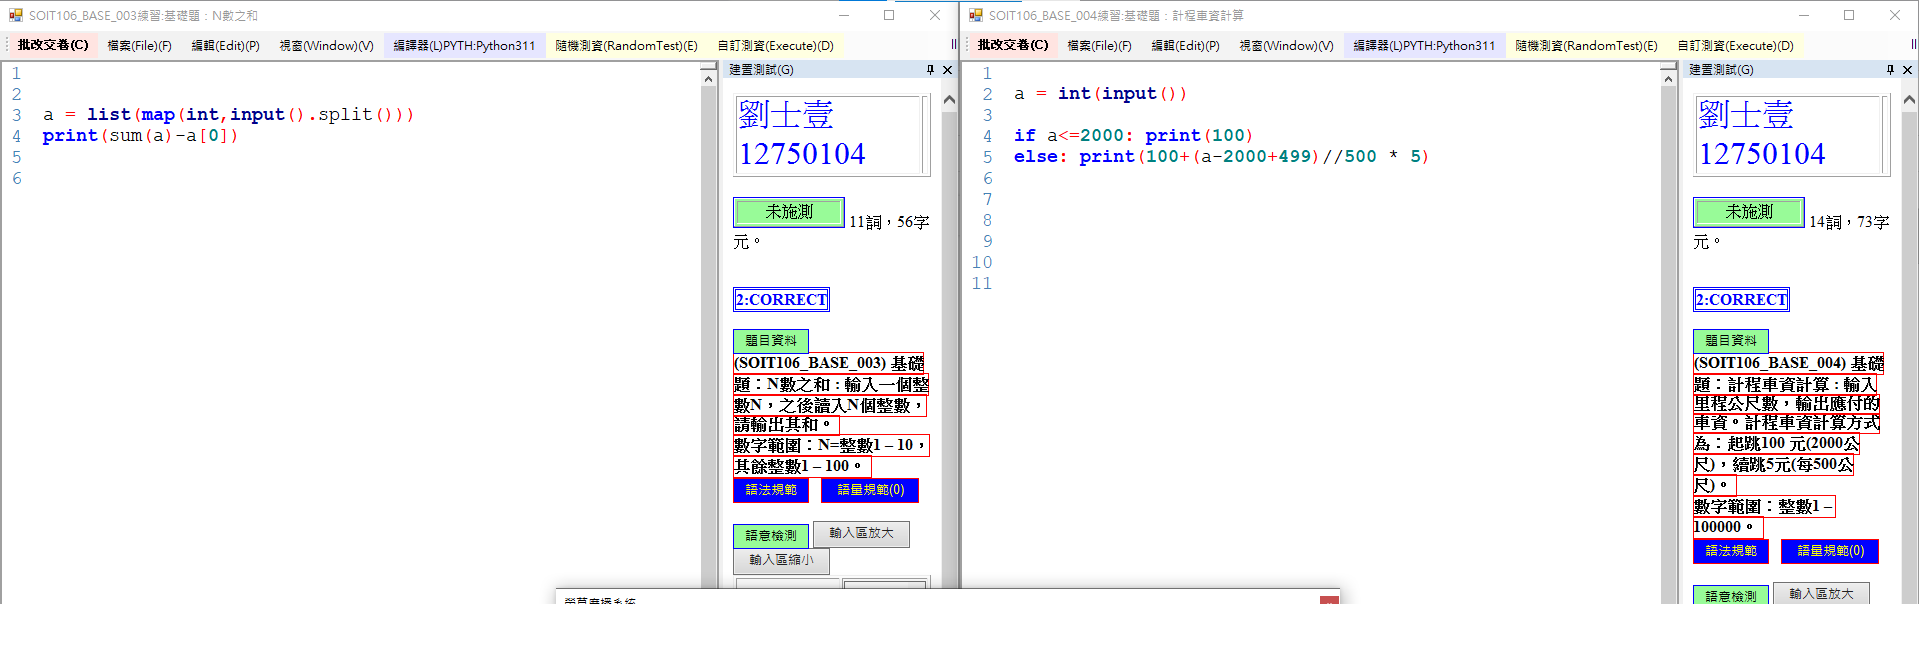 SOIT106_BASE_003練習:基礎題：N數之和
批改交卷(C) 檔案(File)(F) 編輯(Edit)(P) 視窗(Window)(V) 編譯器(L)PYTH:Python311 隨機測資(RandomTest)(E) 自訂測資(Execute)(D)
1
2
3 a = list(map(int,input().split()))
4 print(sum(a)-a[0])
5
6
建置測試(G)
劉士壹
12750104
未施測 11詞，56字
元。
2:CORRECT
題目資料
(SOIT106_BASE_003) 基礎
題：N數之和 : 輸入一個整
數N，之後讀入N個整數，
請輸出其和。
數字範圍：N=整數1 – 10，
其餘整數1 – 100。
語法規範 語量規範(0)
語意檢測 輸入區放大
輸入區縮小
SOIT106_BASE_004練習:基礎題：計程車資計算
批改交卷(C) 檔案(File)(F) 編輯(Edit)(P) 視窗(Window)(V) 編譯器(L)PYTH:Python311 隨機測資(RandomTest)(E) 自訂測資(Execute)(D)
1
2 a = int(input())
3
4 if a<=2000: print(100)
5 else: print(100+(a-2000+499)//500 * 5)
6
7
8
9
10
11
建置測試(G)
劉士壹
12750104
未施測 14詞，73字
元。
2:CORRECT
題目資料
(SOIT106_BASE_004) 基礎
題：計程車資計算 : 輸入
里程公尺數，輸出應付的
車資。計程車資計算方式
為：起跳100 元(2000公
尺)，續跳5元(每500公
尺)。
數字範圍：整數1 –
100000。
語法規範 語量規範(0)
語意檢測 輸入區放大